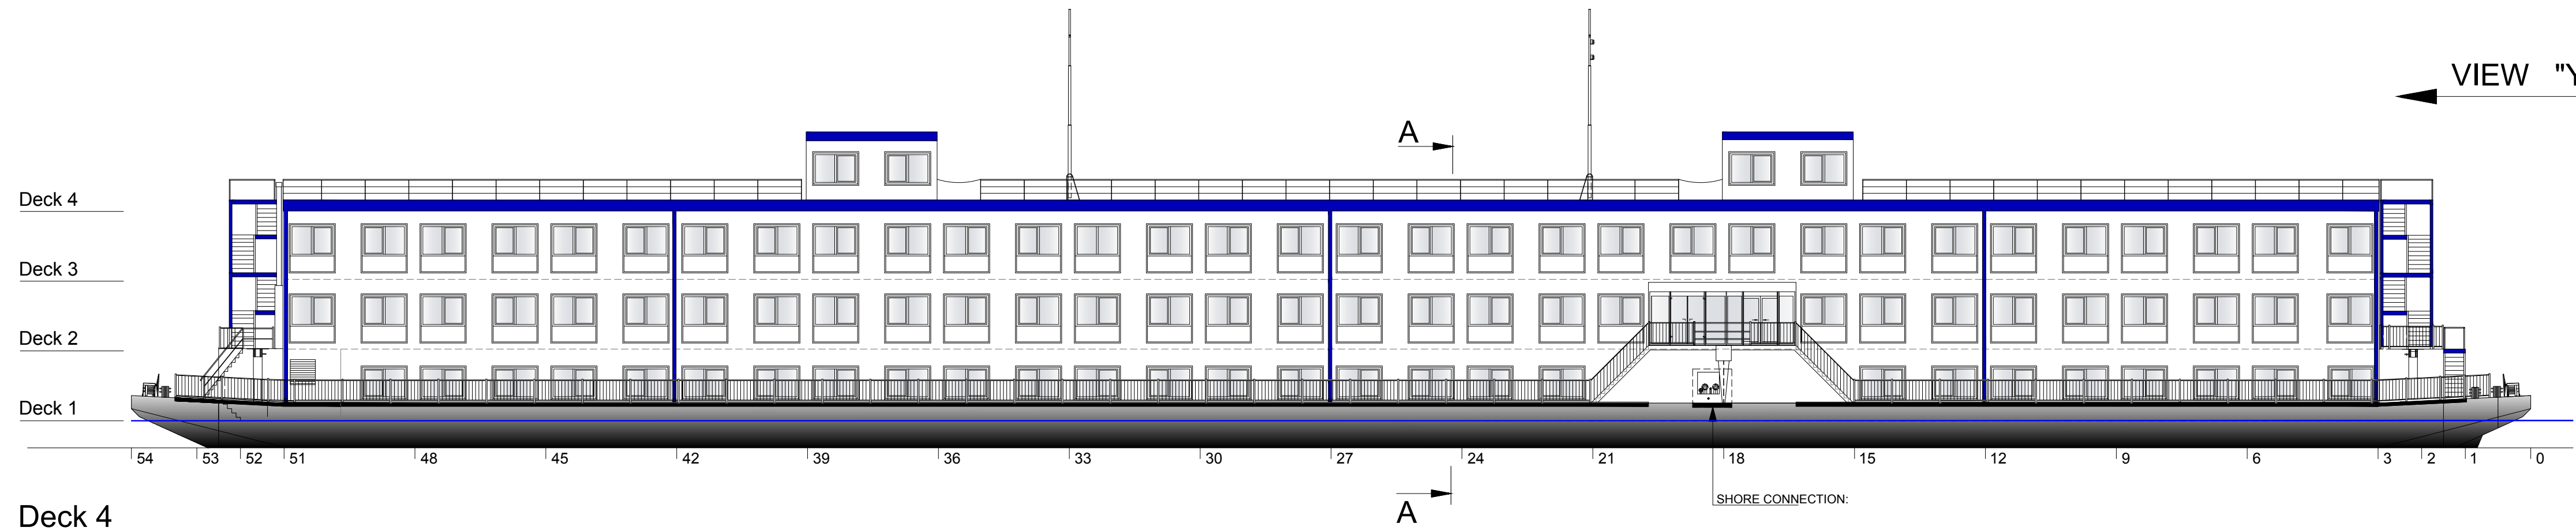 VIEW "Y
A
Deck 4
Deck 3
Deck 2
Deck 1
54 53 52 51 48 45 42 39 36 33 30 27 24 21 18 15 12 9 6 3 2 1 0
SHORE CONNECTION:
A
Deck 4